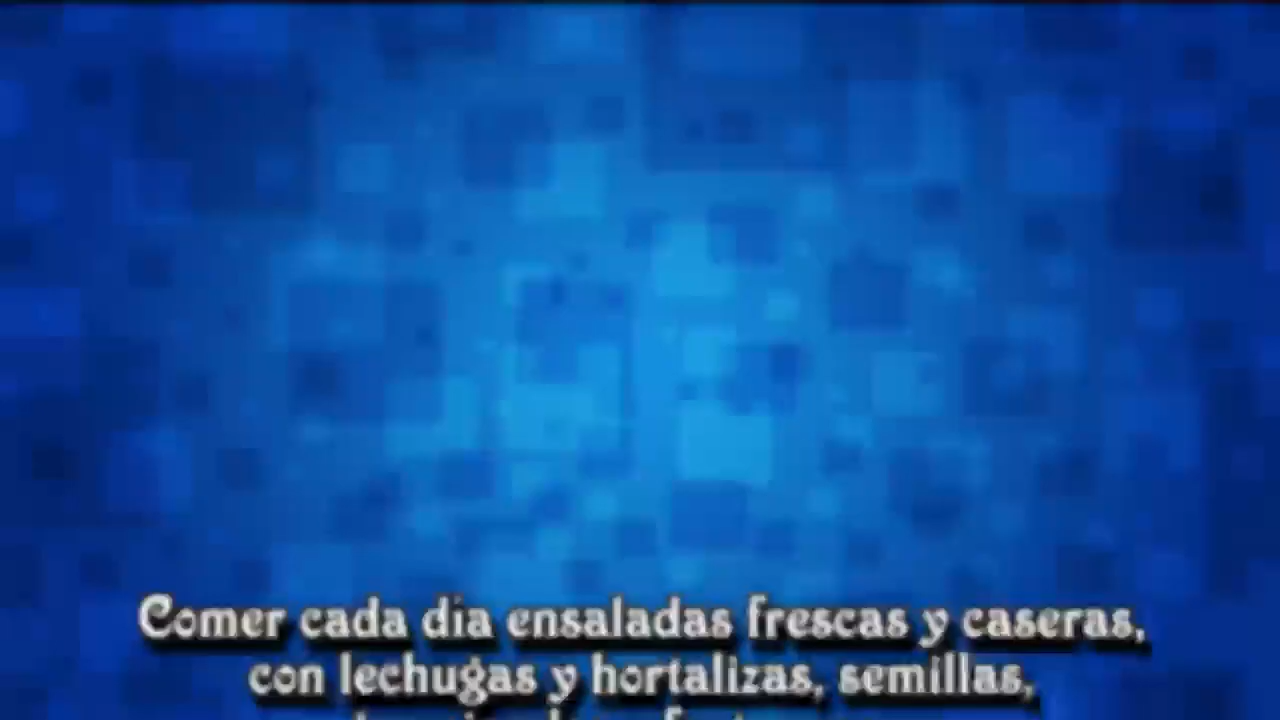 Comer cada dia ensaladas frescas y caseras,
con lechugas y hortalizas, semillas,